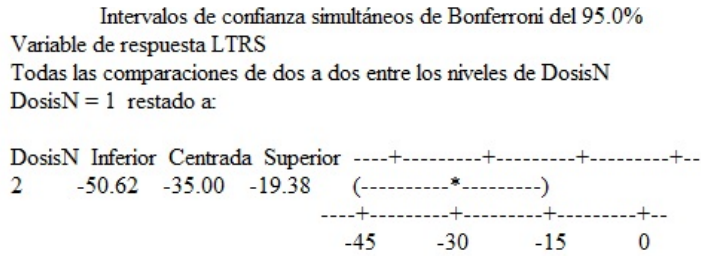 Intervalos de confianza simultáneos de Bonferroni del 95.0%
Variable de respuesta LTRS
Todas las comparaciones de dos a dos entre los niveles de DosisN
DosisN = 1 restado a:
DosisN Inferior Centrada Superior ----+---------+---------+---------+--
2 -50.62 -35.00 -19.38 (----------*---------)
----+---------+---------+---------+--
-45 -30 -15 0